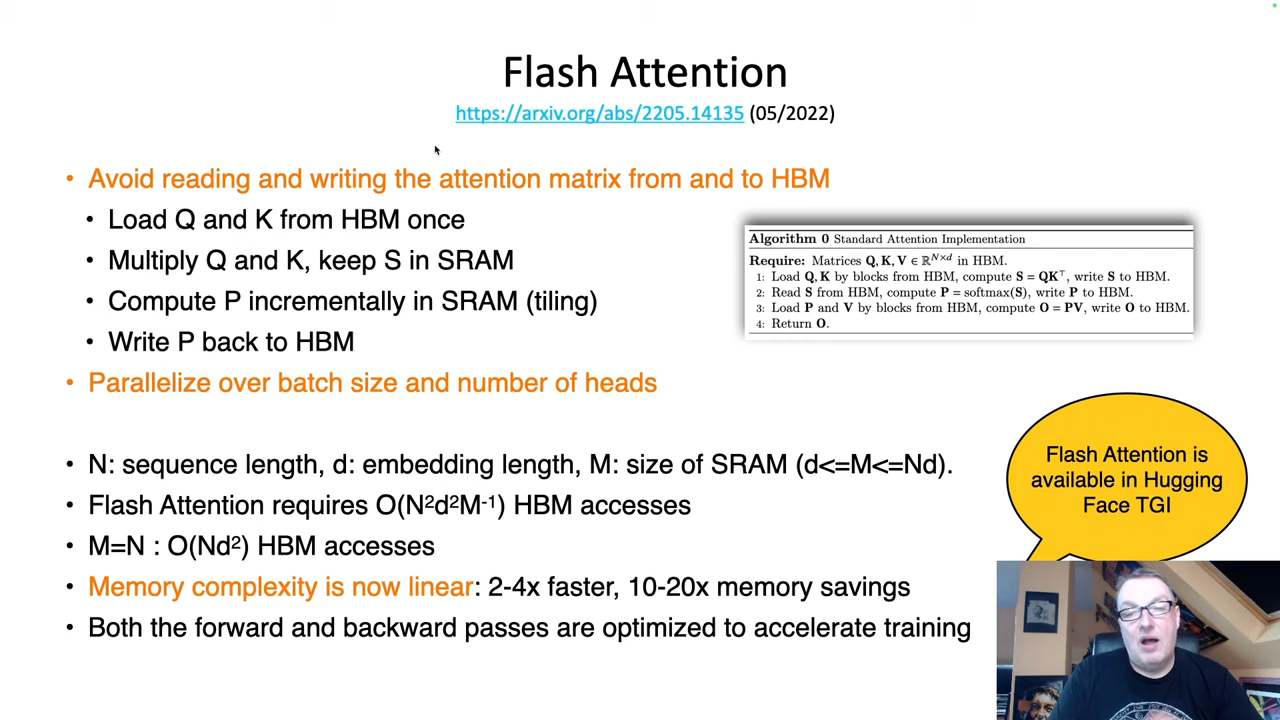 Flash Attention
https://arxiv.org/abs/2205.14135 (05/2022)
• Avoid reading and writing the attention matrix from and to HBM
• Load Q and K from HBM once
• Multiply Q and K, keep S in SRAM
• Compute P incrementally in SRAM (tiling)
• Write P back to HBM
• Parallelize over batch size and number of heads
Algorithm 0 Standard Attention Implementation
Require: Matrices Q, K, V ∈ ℝᴺˣᵈ in HBM.
1: Load Q, K by blocks from HBM, compute S = QK⊤, write S to HBM.
2: Read S from HBM, compute P = softmax(S), write P to HBM.
3: Load P and V by blocks from HBM, compute O = PV, write O to HBM.
4: Return O.
• N: sequence length, d: embedding length, M: size of SRAM (d<=M<=Nd).
• Flash Attention requires O(N²d²M⁻¹) HBM accesses
• M=N : O(Nd²) HBM accesses
• Memory complexity is now linear: 2-4x faster, 10-20x memory savings
• Both the forward and backward passes are optimized to accelerate training
Flash Attention is
available in Hugging
Face TGI